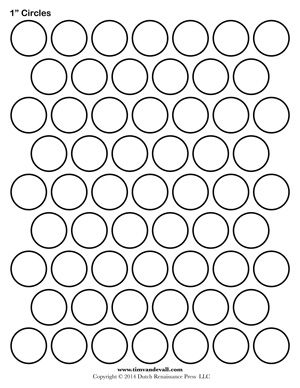 1” Circles
www.timvandevall.com
Copyright © 2014 Dutch Renaissance Press LLC